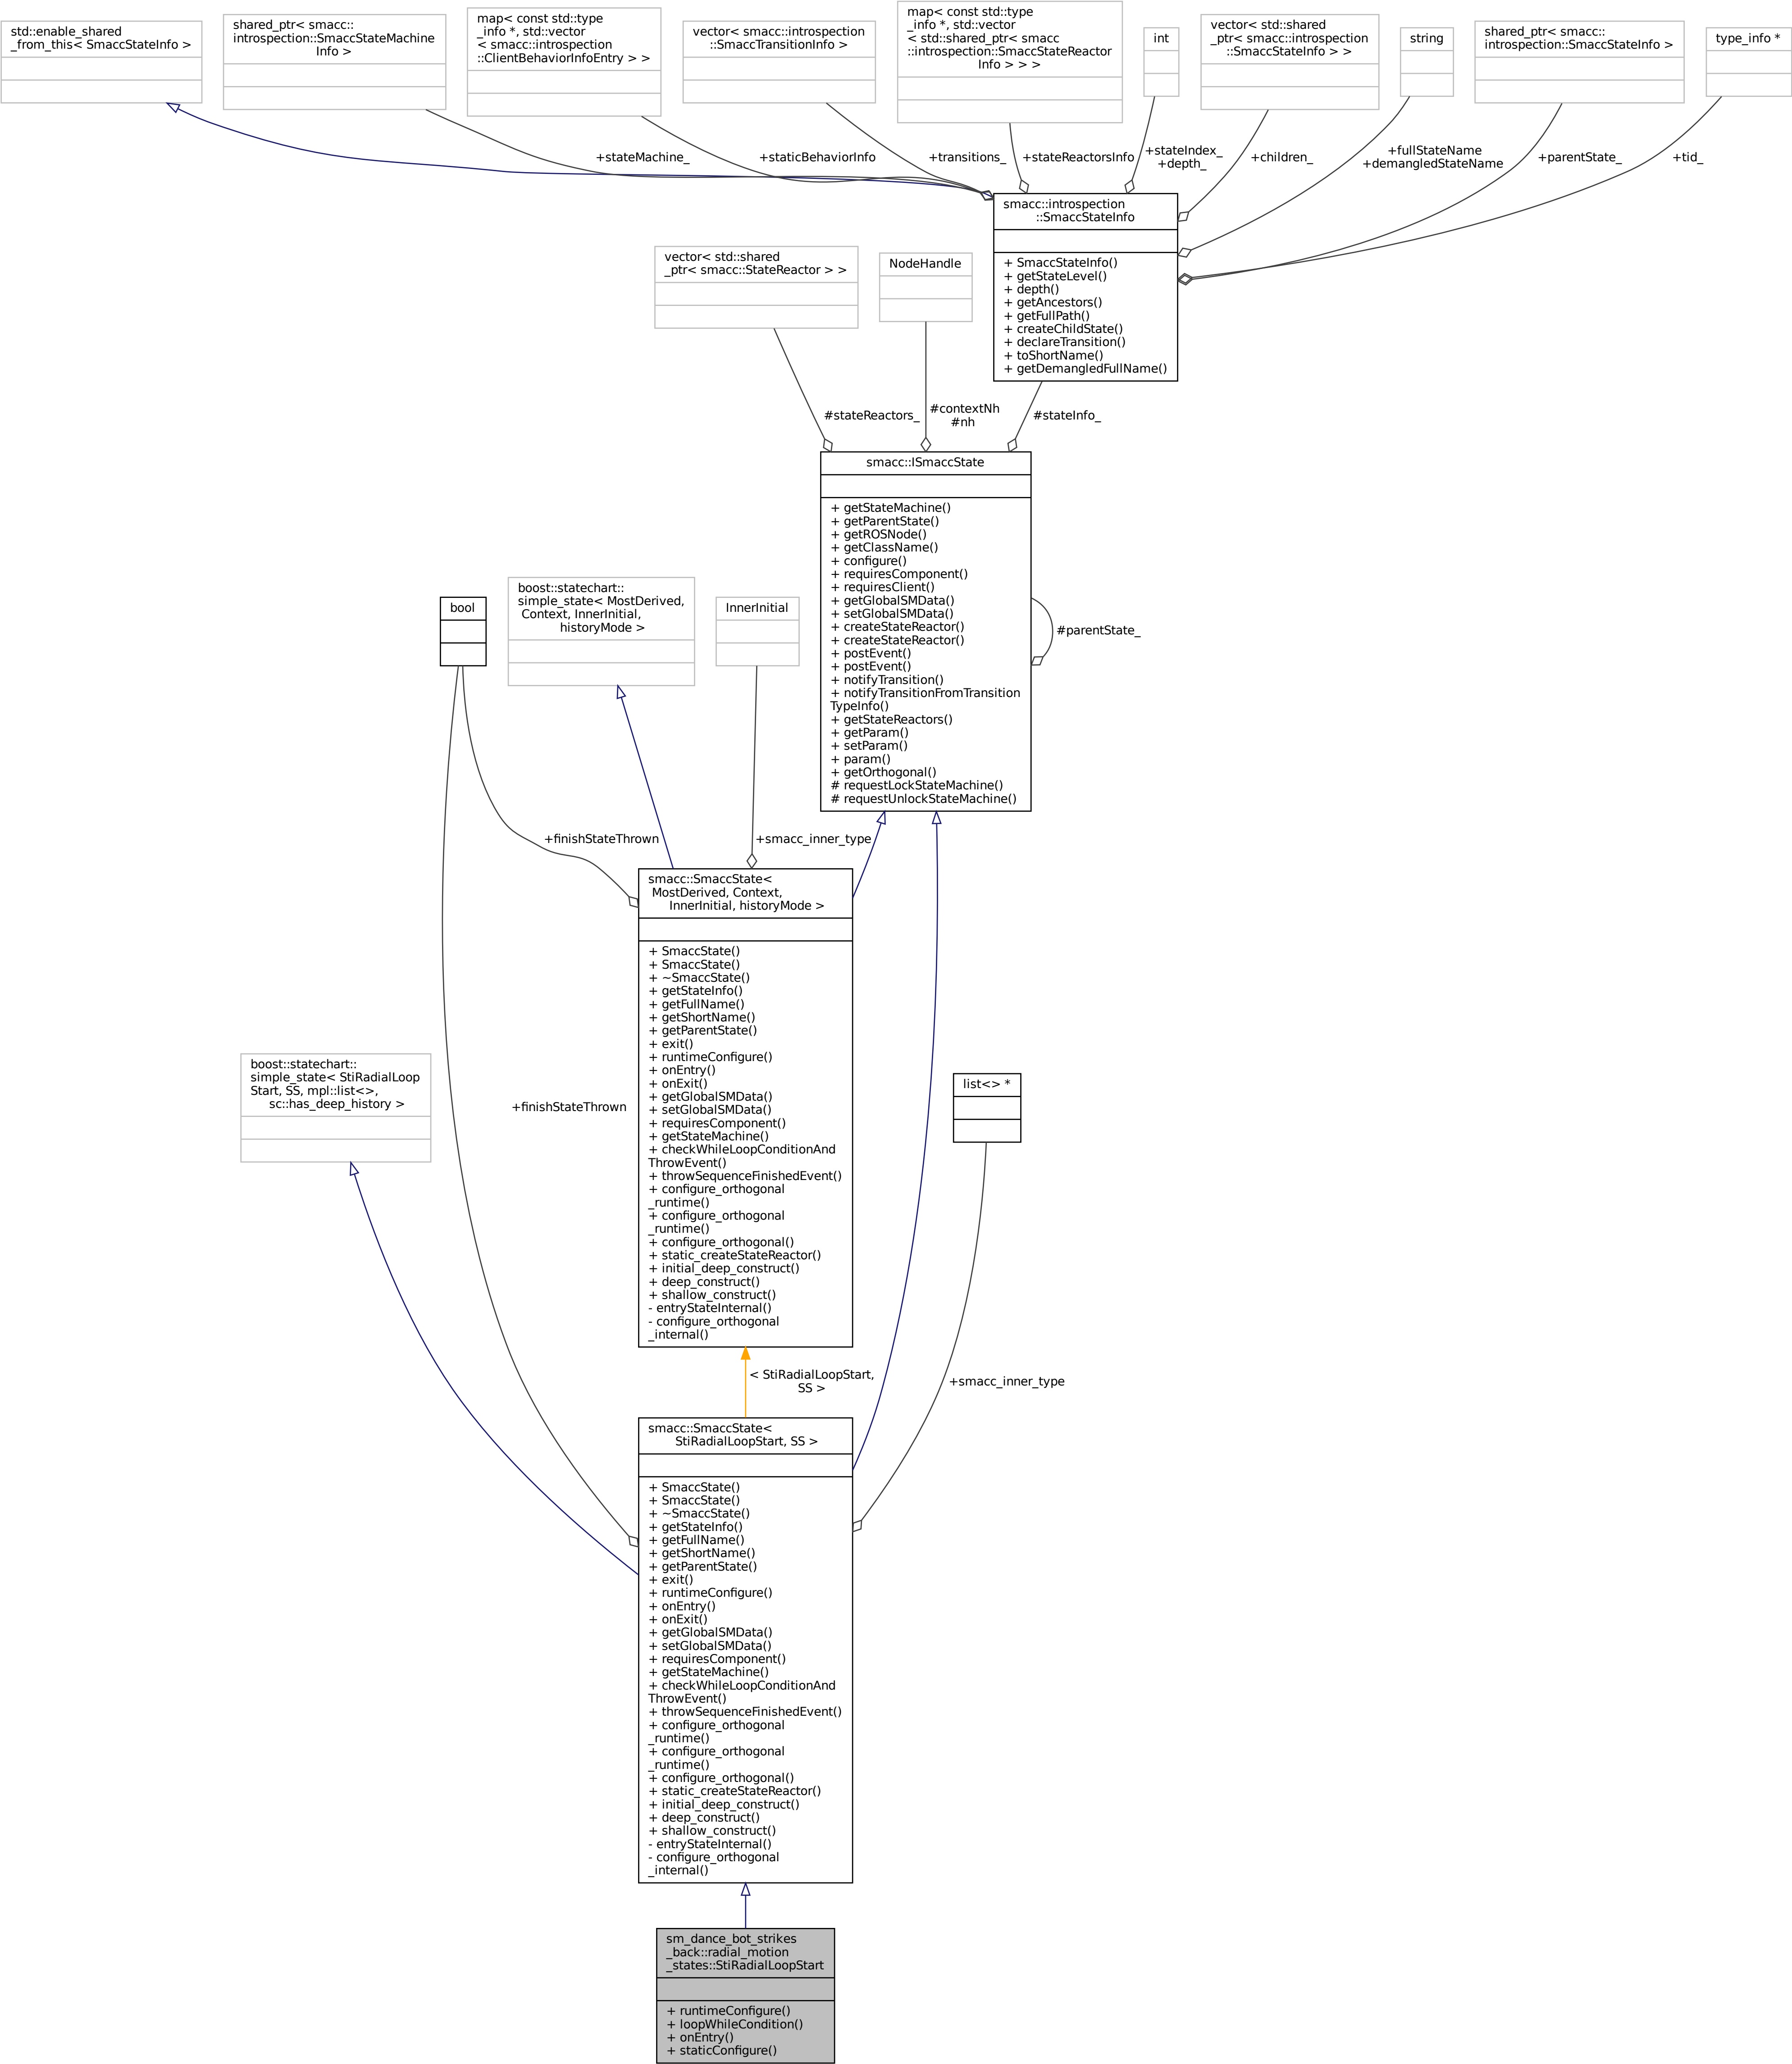 std::enable_shared
_from_this< SmaccStateInfo >
shared_ptr< smacc::
introspection::SmaccStateMachine
Info >
map< const std::type
_info *, std::vector
< smacc::introspection
::ClientBehaviorInfoEntry > >
vector< smacc::introspection
::SmaccTransitionInfo >
map< const std::type
_info *, std::vector
< std::shared_ptr< smacc
::introspection::SmaccStateReactor
Info > > >
int
vector< std::shared
_ptr< smacc::introspection
::SmaccStateInfo > >
string
shared_ptr< smacc::
introspection::SmaccStateInfo >
type_info *
+stateMachine_
+staticBehaviorInfo
+transitions_
+stateReactorsInfo
+stateIndex_
+depth_
+children_
+fullStateName
+demangledStateName
+parentState_
+tid_
smacc::introspection
::SmaccStateInfo
+ SmaccStateInfo()
+ getStateLevel()
+ depth()
+ getAncestors()
+ getFullPath()
+ createChildState()
+ declareTransition()
+ toShortName()
+ getDemangledFullName()
vector< std::shared
_ptr< smacc::StateReactor > >
NodeHandle
#stateReactors_
#contextNh
#nh
#stateInfo_
smacc::ISmaccState
+ getStateMachine()
+ getParentState()
+ getROSNode()
+ getClassName()
+ configure()
+ requiresComponent()
+ requiresClient()
+ getGlobalSMData()
+ setGlobalSMData()
+ createStateReactor()
+ createStateReactor()
+ postEvent()
+ postEvent()
+ notifyTransition()
+ notifyTransitionFromTransition
TypeInfo()
+ getStateReactors()
+ getParam()
+ setParam()
+ param()
+ getOrthogonal()
# requestLockStateMachine()
# requestUnlockStateMachine()
#parentState_
bool
boost::statechart::
simple_state< MostDerived,
Context, InnerInitial,
historyMode >
InnerInitial
+finishStateThrown
+smacc_inner_type
smacc::SmaccState<
MostDerived, Context,
InnerInitial, historyMode >
+ SmaccState()
+ SmaccState()
+ ~SmaccState()
+ getStateInfo()
+ getFullName()
+ getShortName()
+ getParentState()
+ exit()
+ runtimeConfigure()
+ onEntry()
+ onExit()
+ getGlobalSMData()
+ setGlobalSMData()
+ requiresComponent()
+ getStateMachine()
+ checkWhileLoopConditionAnd
ThrowEvent()
+ throwSequenceFinishedEvent()
+ configure_orthogonal
_runtime()
+ configure_orthogonal
_runtime()
+ configure_orthogonal()
+ static_createStateReactor()
+ initial_deep_construct()
+ deep_construct()
+ shallow_construct()
- entryStateInternal()
- configure_orthogonal
_internal()
boost::statechart::
simple_state< StiRadialLoop
Start, SS, mpl::list<>,
sc::has_deep_history >
+finishStateThrown
list<> *
< StiRadialLoopStart,
SS >
+smacc_inner_type
smacc::SmaccState<
StiRadialLoopStart, SS >
+ SmaccState()
+ SmaccState()
+ ~SmaccState()
+ getStateInfo()
+ getFullName()
+ getShortName()
+ getParentState()
+ exit()
+ runtimeConfigure()
+ onEntry()
+ onExit()
+ getGlobalSMData()
+ setGlobalSMData()
+ requiresComponent()
+ getStateMachine()
+ checkWhileLoopConditionAnd
ThrowEvent()
+ throwSequenceFinishedEvent()
+ configure_orthogonal
_runtime()
+ configure_orthogonal
_runtime()
+ configure_orthogonal()
+ static_createStateReactor()
+ initial_deep_construct()
+ deep_construct()
+ shallow_construct()
- entryStateInternal()
- configure_orthogonal
_internal()
sm_dance_bot_strikes
_back::radial_motion
_states::StiRadialLoopStart
+ runtimeConfigure()
+ loopWhileCondition()
+ onEntry()
+ staticConfigure()